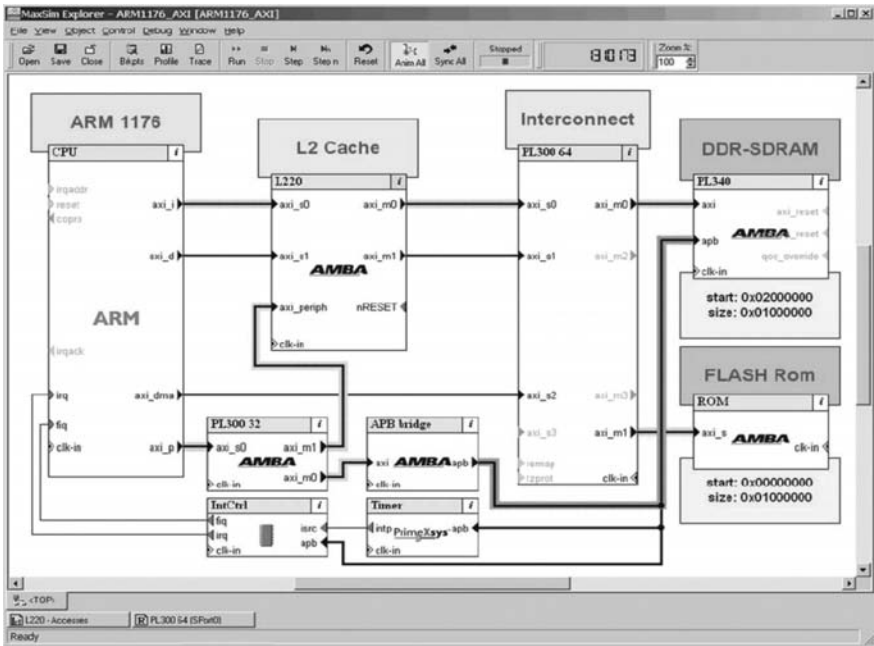 MaxSim Explorer - ARM1176_AXI [ARM1176_AXI]
File View Object Control Debug Window Help
Open Save Close Bkpts Profile Trace Run Stop Step Step n Reset Anim All Sync All Stopped 13017 Zoom %: 100
ARM 1176
CPU i
irqaddr
reset
coprs
axi_i
axi_d
ARM
irqack
irq
fiq
clk-in
axi_dma
axi_p
L2 Cache
L220 i
axi_s0 axi_m0
axi_s1 axi_m1
AMBA
axi_periph nRESET
clk-in
Interconnect
PL300 64 i
axi_s0 axi_m0
axi_s1 axi_m2
axi_s2 axi_m3
axi_s3 axi_m1
remap
tzprot clk-in
DDR-SDRAM
PL340 i
axi
axi_reset
apb AMBA _reset
qos_override
clk-in
start: 0x02000000
size: 0x01000000
FLASH Rom
ROM i
axi_s AMBA
clk-in
start: 0x00000000
size: 0x01000000
PL300 32 i
axi_s0 axi_m1
AMBA
axi_m0
clk-in
APB bridge i
axi AMBA apb
clk-in
IntCtrl i
fiq
irq
isrc
apb
clk-in
Timer i
intp PrimeXsys apb
clk-in
<TOP>
L220 - Accesses PL300 64 (SPort0)
Ready